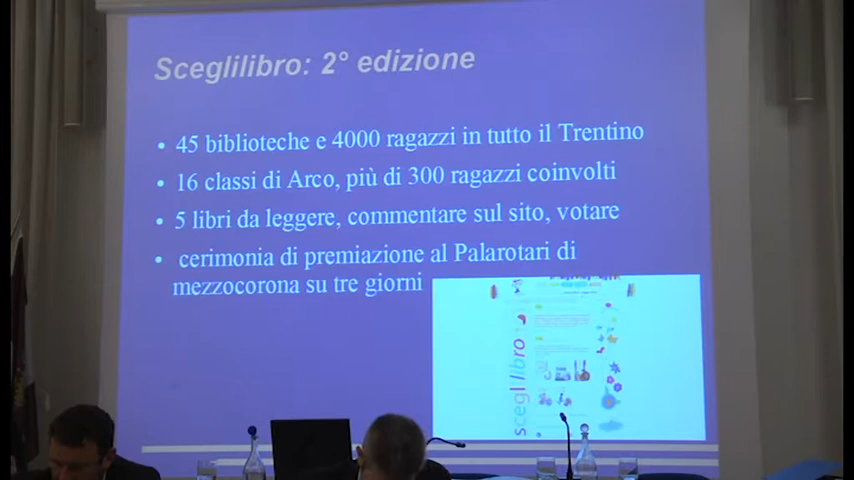 Sceglilibro: 2° edizione
• 45 biblioteche e 4000 ragazzi in tutto il Trentino
• 16 classi di Arco, più di 300 ragazzi coinvolti
• 5 libri da leggere, commentare sul sito, votare
• cerimonia di premiazione al Palarotari di
mezzocorona su tre giorni
sceglilibro